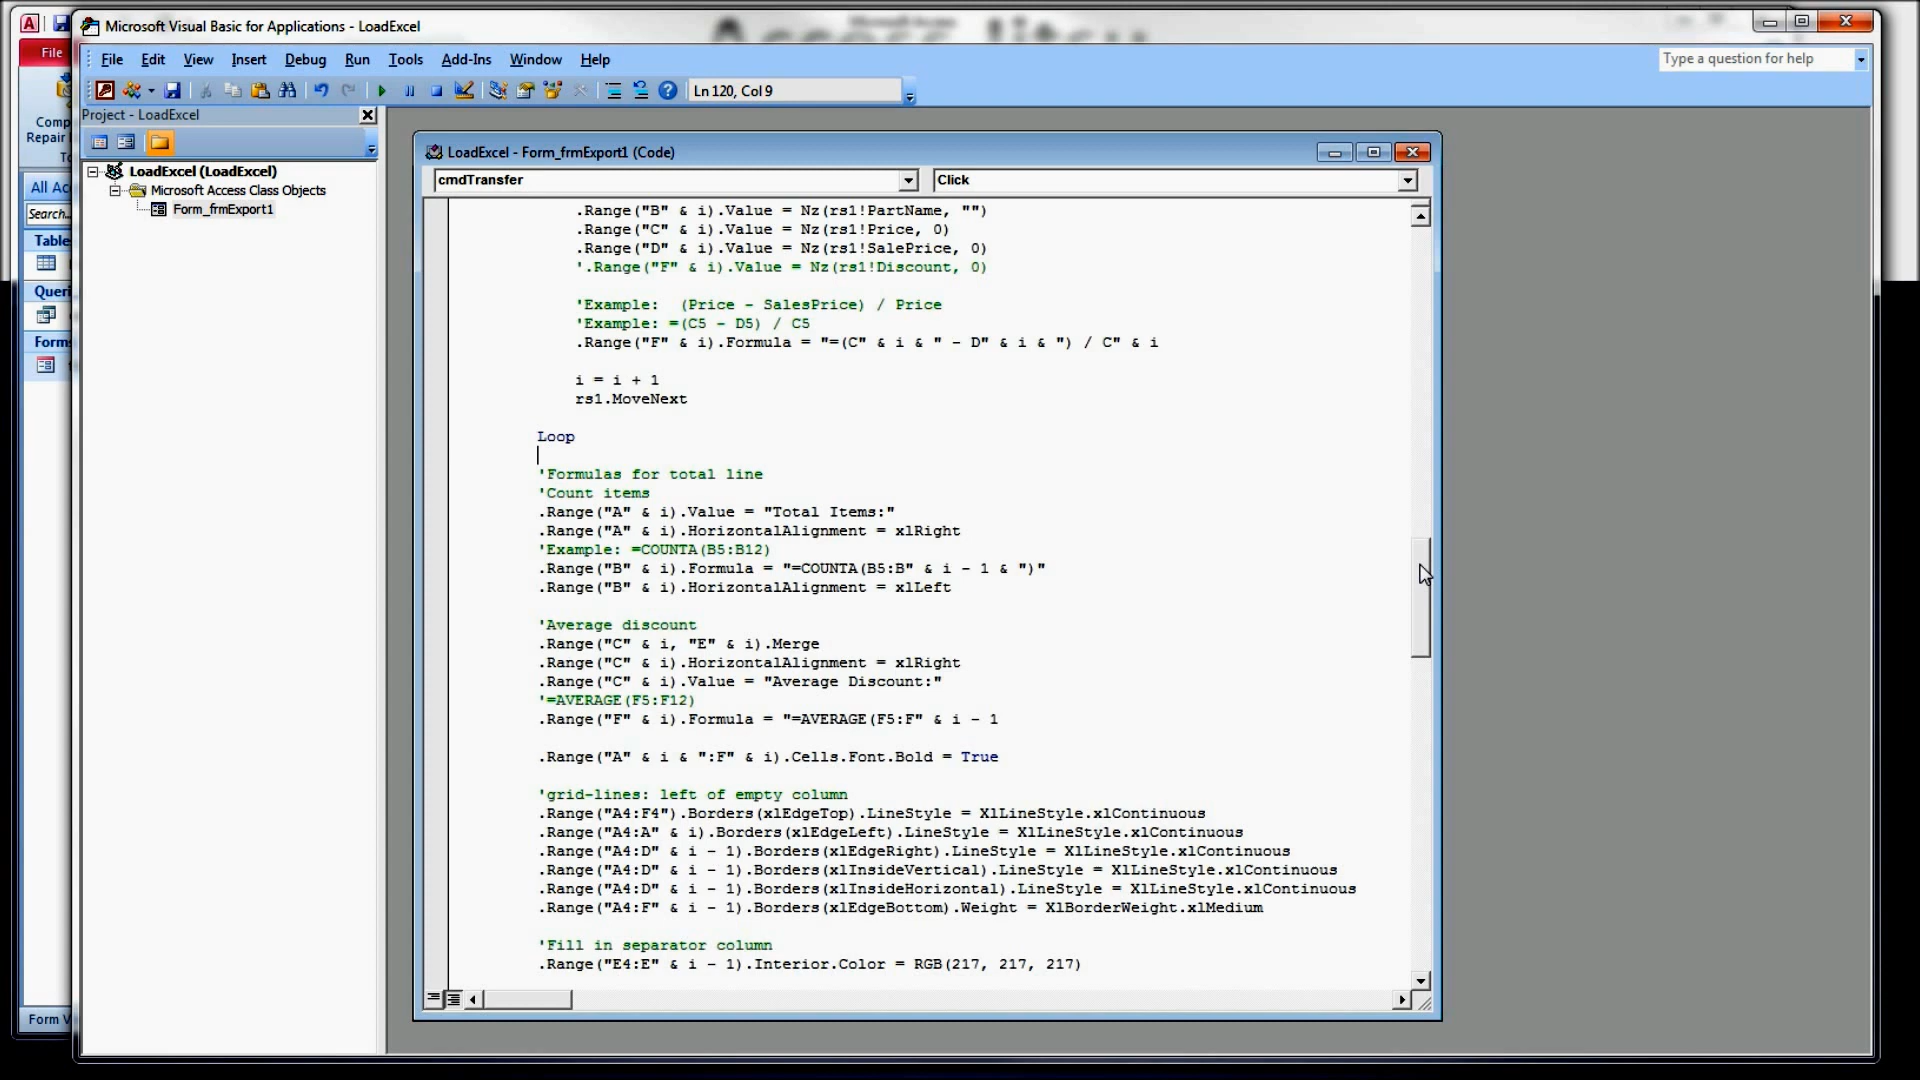 Microsoft Visual Basic for Applications - LoadExcel
File
File Edit View Insert Debug Run Tools Add-Ins Window Help
Type a question for help
Ln 120, Col 9
Comp
Repair
Project - LoadExcel
LoadExcel - Form_frmExport1 (Code)
LoadExcel (LoadExcel)
Microsoft Access Class Objects
Form_frmExport1
All Ac
Search...
Table
Queri
Forms
cmdTransfer
Click
.Range("B" & i).Value = Nz(rs1!PartName, "")
.Range("C" & i).Value = Nz(rs1!Price, 0)
.Range("D" & i).Value = Nz(rs1!SalePrice, 0)
'.Range("F" & i).Value = Nz(rs1!Discount, 0)
'Example:  (Price - SalesPrice) / Price
'Example: =(C5 - D5) / C5
.Range("F" & i).Formula = "=(C" & i & " - D" & i & ") / C" & i
i = i + 1
rs1.MoveNext
Loop
'Formulas for total line
'Count items
.Range("A" & i).Value = "Total Items:"
.Range("A" & i).HorizontalAlignment = xlRight
'Example: =COUNTA(B5:B12)
.Range("B" & i).Formula = "=COUNTA(B5:B" & i - 1 & ")"
.Range("B" & i).HorizontalAlignment = xlLeft
'Average discount
.Range("C" & i, "E" & i).Merge
.Range("C" & i).HorizontalAlignment = xlRight
.Range("C" & i).Value = "Average Discount:"
'=AVERAGE(F5:F12)
.Range("F" & i).Formula = "=AVERAGE(F5:F" & i - 1
.Range("A" & i & ":F" & i).Cells.Font.Bold = True
'grid-lines: left of empty column
.Range("A4:F4").Borders(xlEdgeTop).LineStyle = XlLineStyle.xlContinuous
.Range("A4:A" & i).Borders(xlEdgeLeft).LineStyle = XlLineStyle.xlContinuous
.Range("A4:D" & i - 1).Borders(xlEdgeRight).LineStyle = XlLineStyle.xlContinuous
.Range("A4:D" & i - 1).Borders(xlInsideVertical).LineStyle = XlLineStyle.xlContinuous
.Range("A4:D" & i - 1).Borders(xlInsideHorizontal).LineStyle = XlLineStyle.xlContinuous
.Range("A4:F" & i - 1).Borders(xlEdgeBottom).Weight = XlBorderWeight.xlMedium
'Fill in separator column
.Range("E4:E" & i - 1).Interior.Color = RGB(217, 217, 217)
Form V